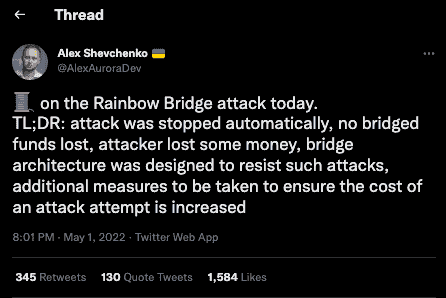 Thread
Alex Shevchenko 🇺🇦
@AlexAuroraDev
🧵 on the Rainbow Bridge attack today.
TL;DR: attack was stopped automatically, no bridged
funds lost, attacker lost some money, bridge
architecture was designed to resist such attacks,
additional measures to be taken to ensure the cost of
an attack attempt is increased
8:01 PM · May 1, 2022 · Twitter Web App
345 Retweets 130 Quote Tweets 1,584 Likes